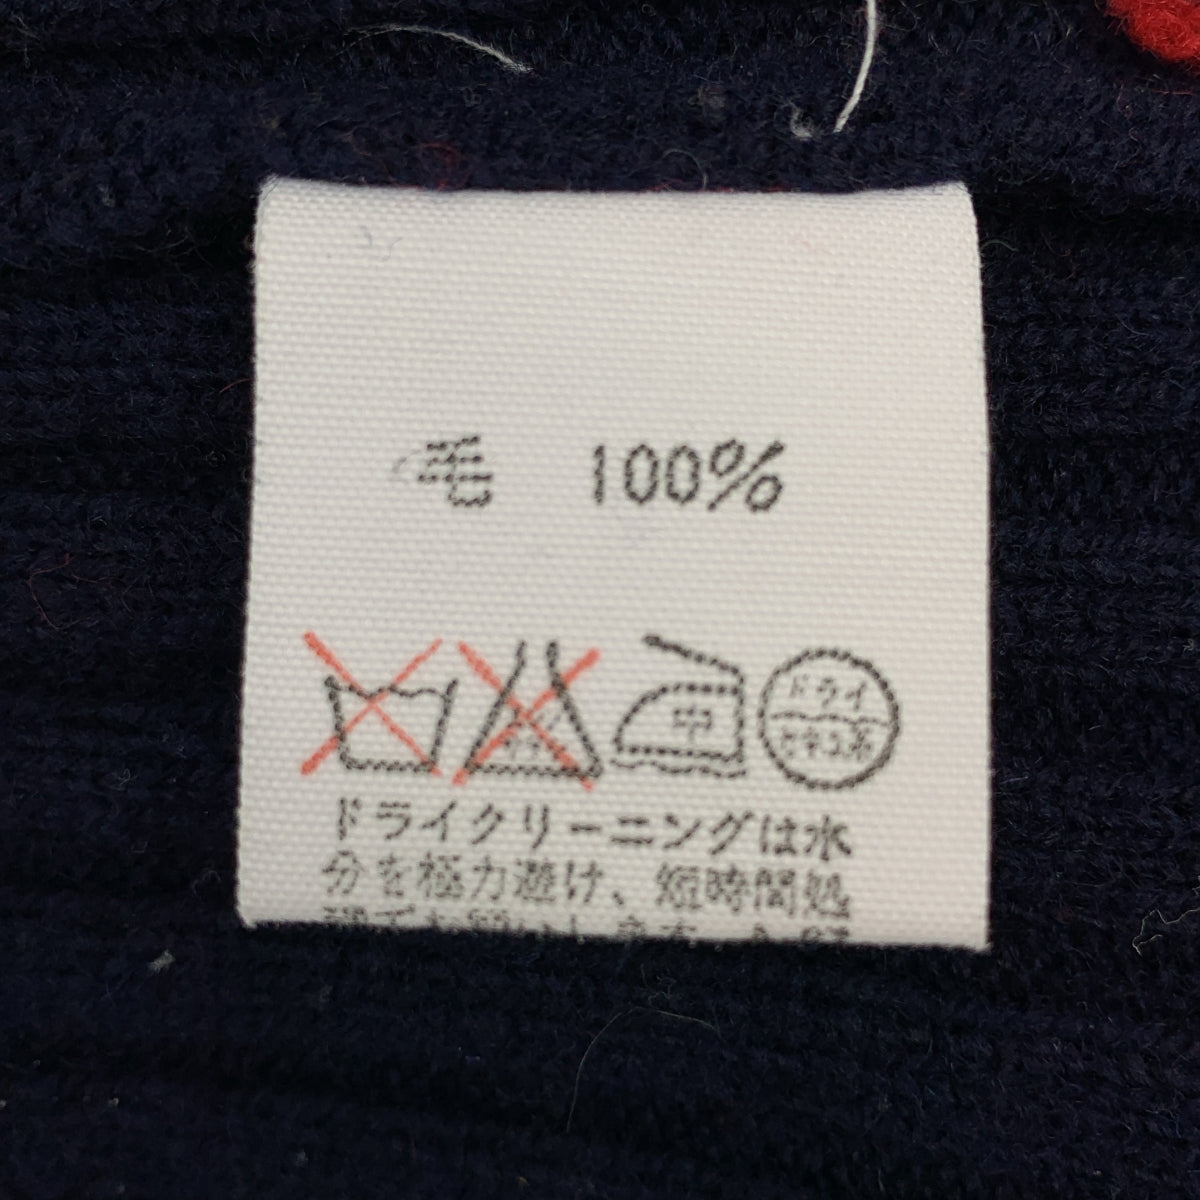 毛 100%
中
ドライ
セキユ系
ドライクリーニングは水
分を極力避け、短時間処